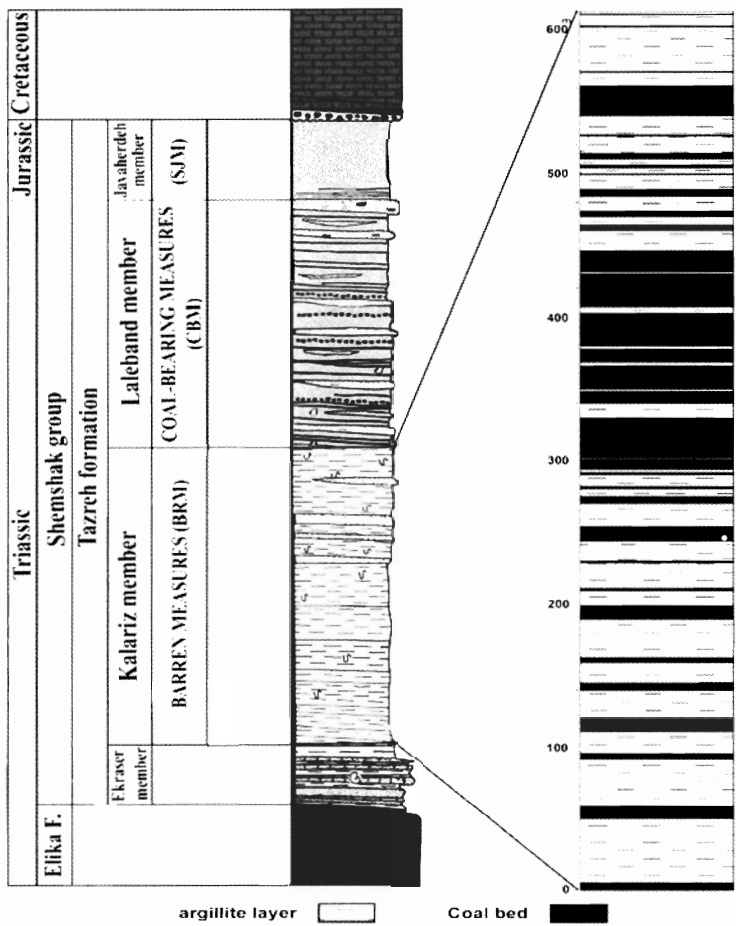 Cretaceous
Jurassic
Triassic
Shemshak group
Elika F.
Tazreh formation
Javaherdeh
member
Laleband member
Kalariz member
Ekraser
member
(SJM)
COAL-BEARING MEASURES
(CBM)
BARREN MEASURES (BRM)
m
600
500
400
300
200
100
0
argillite layer
Coal bed